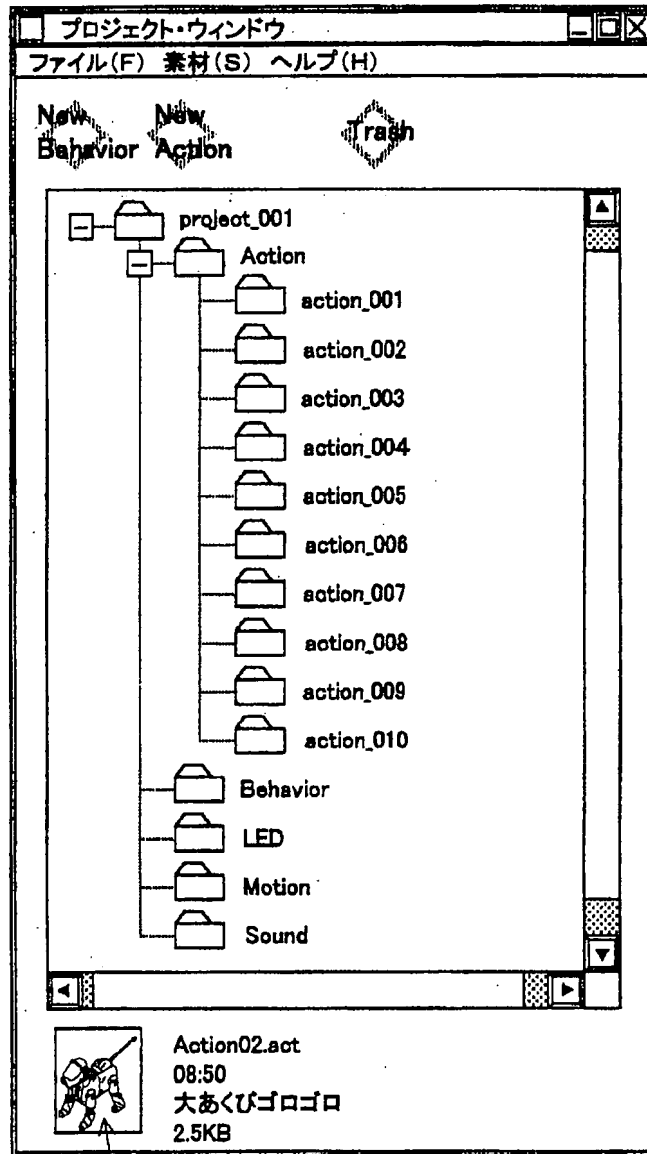 プロジェクト・ウィンドウ
ファイル(F) 素材(S) ヘルプ(H)
New Behavior
New Action
Trash
project_001
Action
action_001
action_002
action_003
action_004
action_005
action_006
action_007
action_008
action_009
action_010
Behavior
LED
Motion
Sound
Action02.act
08:50
大あくびゴロゴロ
2.5KB